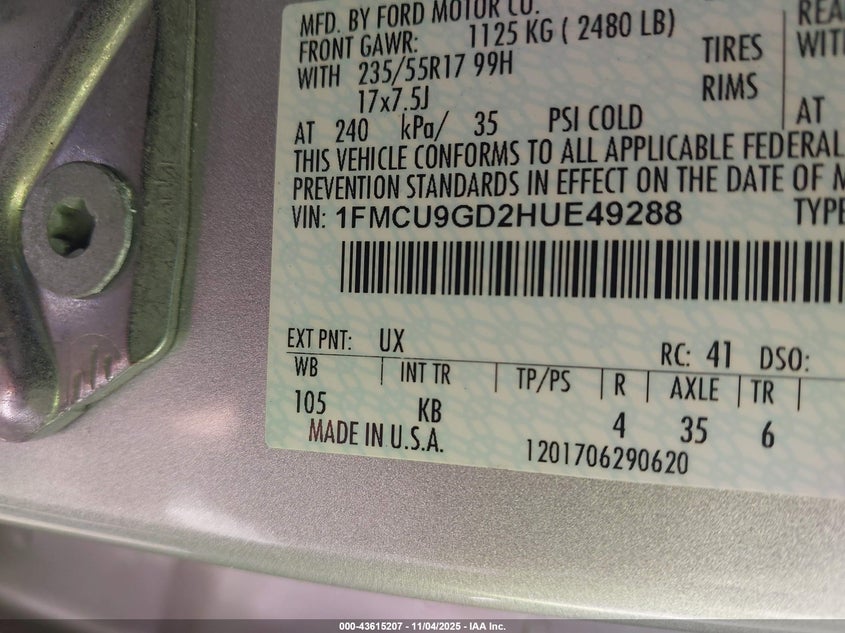 MFD. BY FORD MOTOR CO.
FRONT GAWR: 1125 KG ( 2480 LB)
WITH 235/55R17 99H TIRES
17x7.5J RIMS
AT 240 kPa/ 35 PSI COLD
REA
WIT
AT
THIS VEHICLE CONFORMS TO ALL APPLICABLE FEDERAL
PREVENTION STANDARDS IN EFFECT ON THE DATE OF M
VIN: 1FMCU9GD2HUE49288 TYPE
EXT PNT: UX RC: 41 DSO:
WB INT TR TP/PS R AXLE TR
105 KB 4 35 6
MADE IN U.S.A. 1201706290620
000-43615207 - 11/04/2025 - IAA Inc.